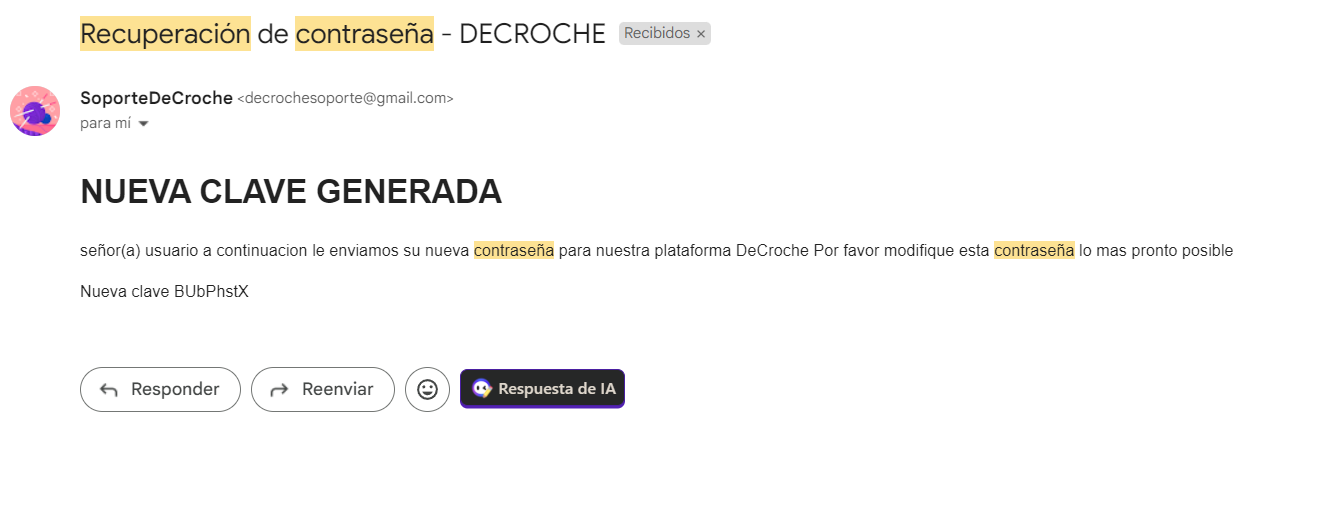 Recuperación de contraseña - DECROCHE Recibidos ×
SoporteDeCroche <decrochesoporte@gmail.com>
para mí
NUEVA CLAVE GENERADA
señor(a) usuario a continuacion le enviamos su nueva contraseña para nuestra plataforma DeCroche Por favor modifique esta contraseña lo mas pronto posible
Nueva clave BUbPhstX
Responder Reenviar Respuesta de IA